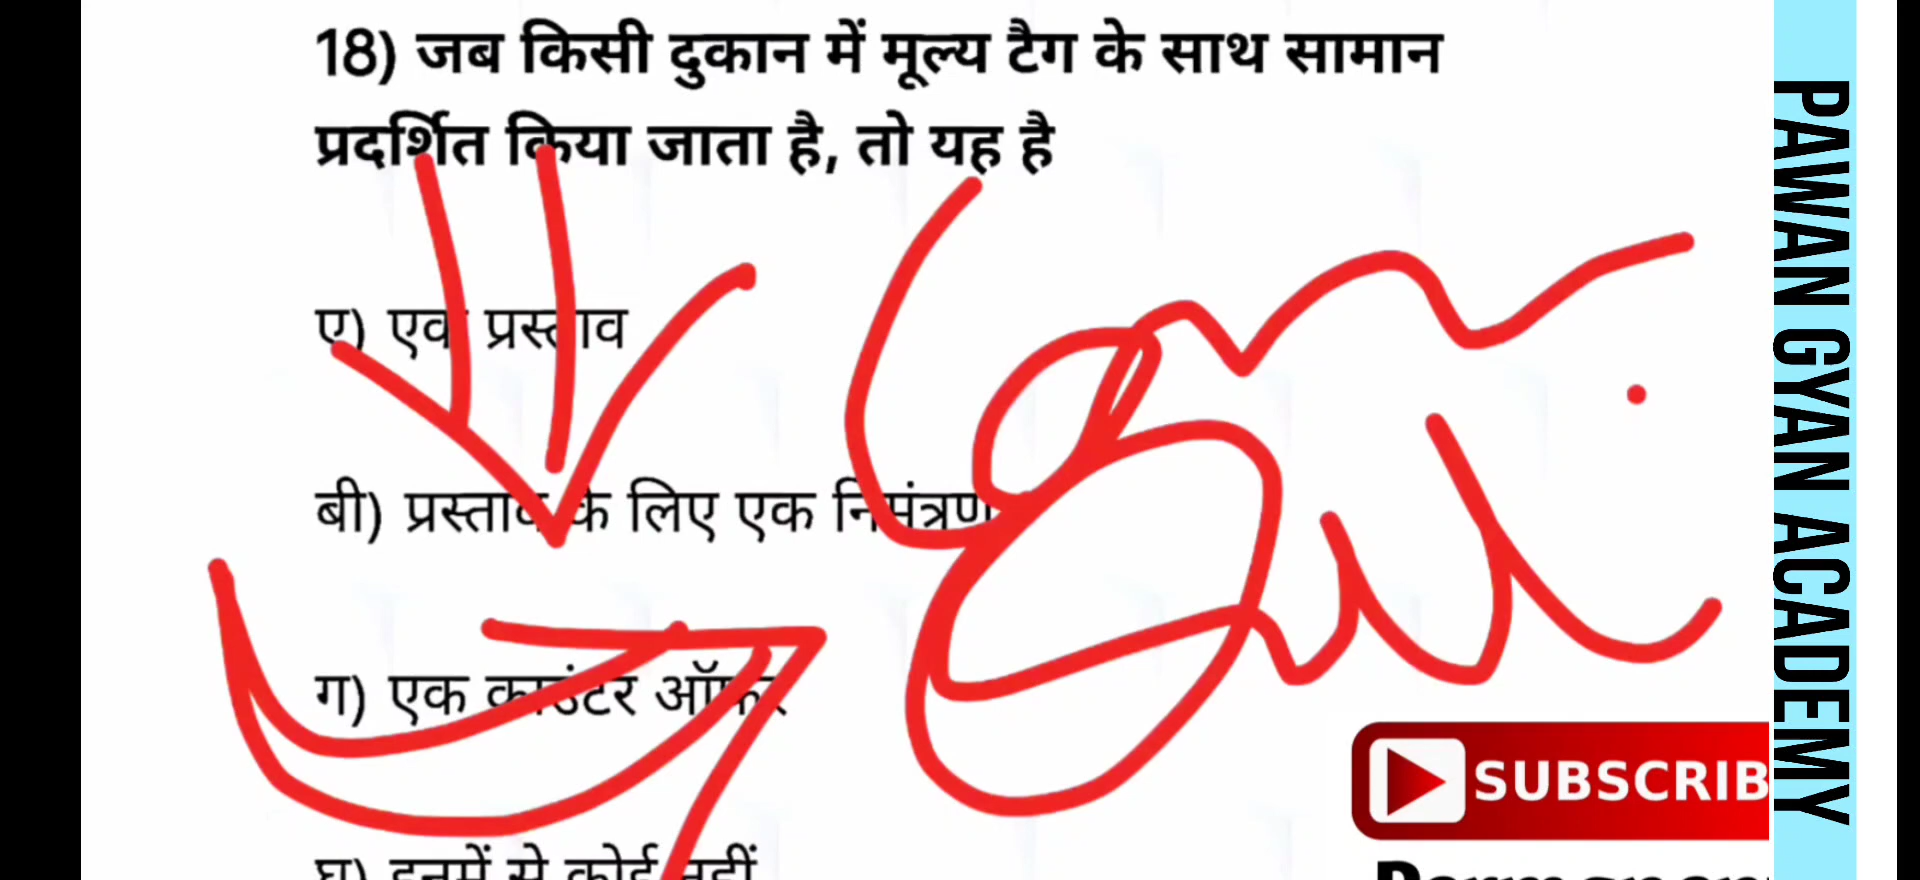 18) जब किसी दुकान में मूल्य टैग के साथ सामान
प्रदर्शित किया जाता है, तो यह है
ए) एक प्रस्ताव
बी) प्रस्ताव के लिए एक निमंत्रण
ग) एक काउंटर ऑफर
घ) इनमें से कोई नहीं
SUBSCRIB
PAWAN GYAN ACADEMY